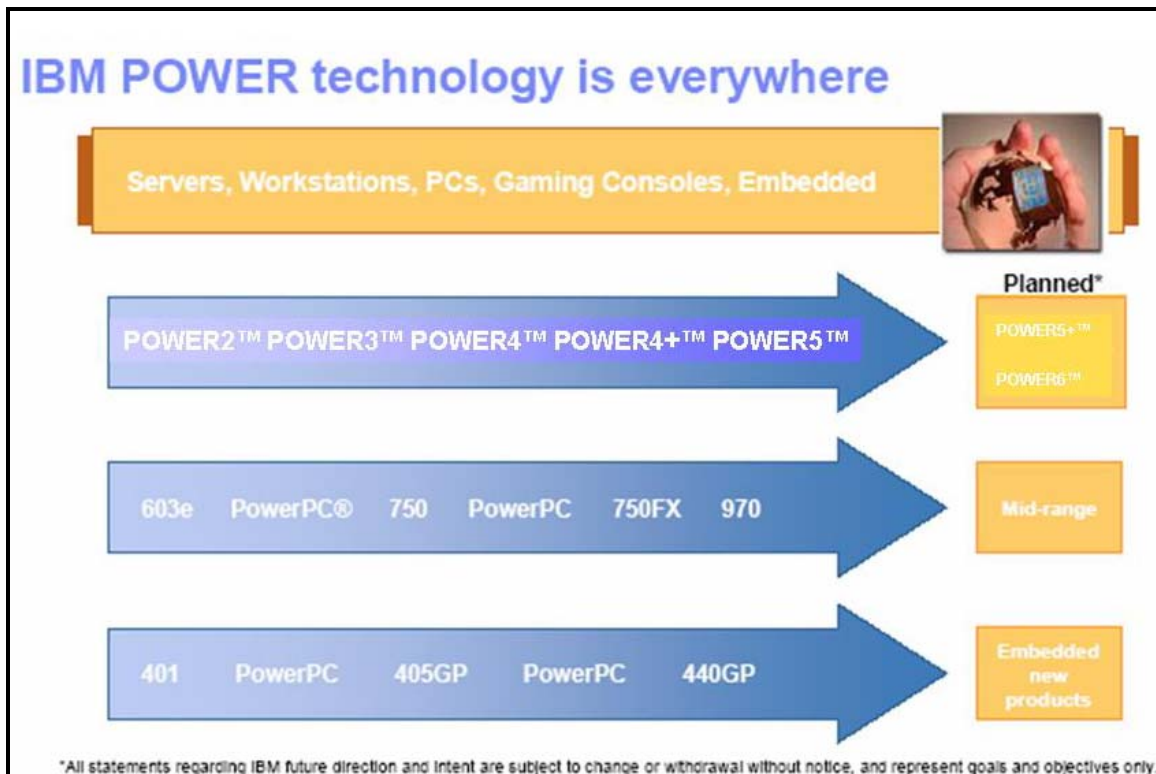 IBM POWER technology is everywhere
Servers, Workstations, PCs, Gaming Consoles, Embedded
Planned*
POWER2™ POWER3™ POWER4™ POWER4+™ POWER5™
POWER5+™
POWER6™
603e PowerPC® 750 PowerPC 750FX 970
Mid-range
401 PowerPC 405GP PowerPC 440GP
Embedded
new
products
*All statements regarding IBM future direction and intent are subject to change or withdrawal without notice, and represent goals and objectives only.